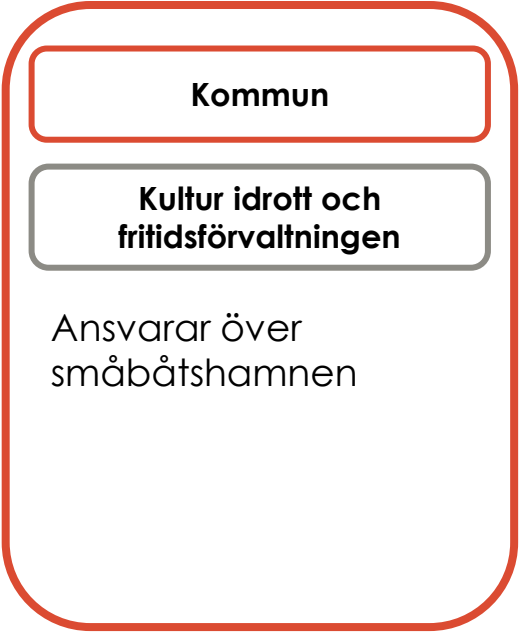 Kommun
Kultur idrott och
fritidsförvaltningen
Ansvarar över
småbåtshamnen